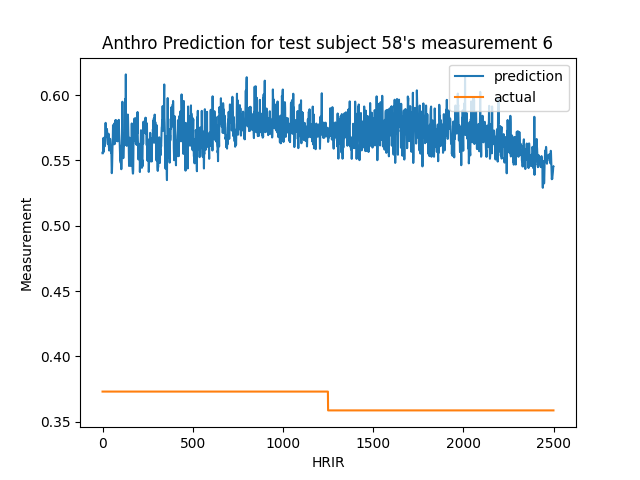 Anthro Prediction for test subject 58's measurement 6
prediction
actual
0.60
0.55
0.50
0.45
0.40
0.35
Measurement
0
500
1000
1500
2000
2500
HRIR